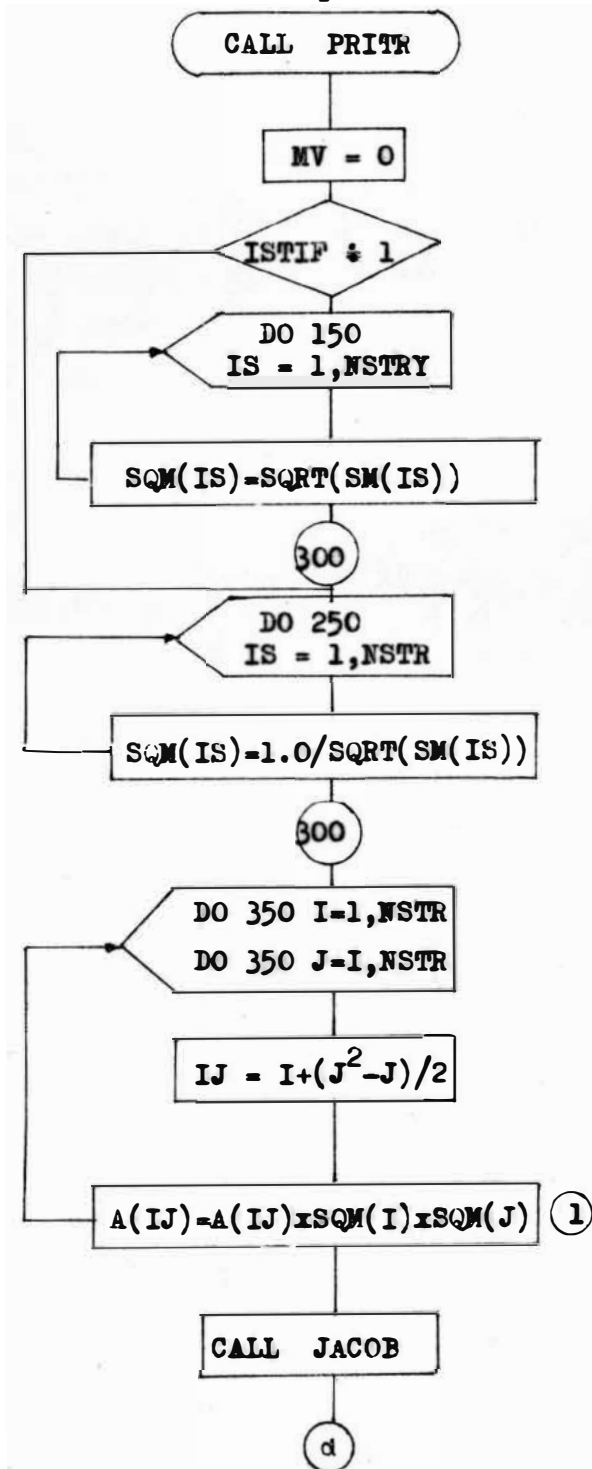 CALL PRITR
MV = 0
ISTIF ≠ 1
DO 150
IS = 1,NSTRY
SQM(IS)=SQRT(SM(IS))
300
DO 250
IS = 1,NSTR
SQM(IS)=1.0/SQRT(SM(IS))
300
DO 350 I=1,NSTR
DO 350 J=I,NSTR
IJ = I+(J²-J)/2
A(IJ)=A(IJ)xSQM(I)xSQM(J) 1
CALL JACOB
d